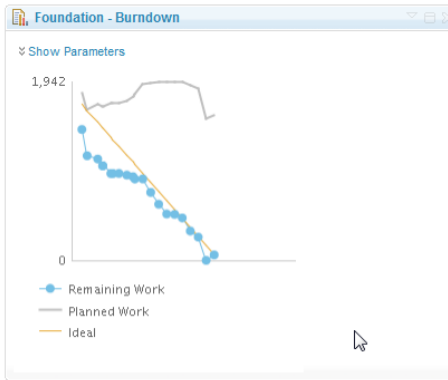 Foundation - Burndown
Show Parameters
1,942
0
Remaining Work
Planned Work
Ideal